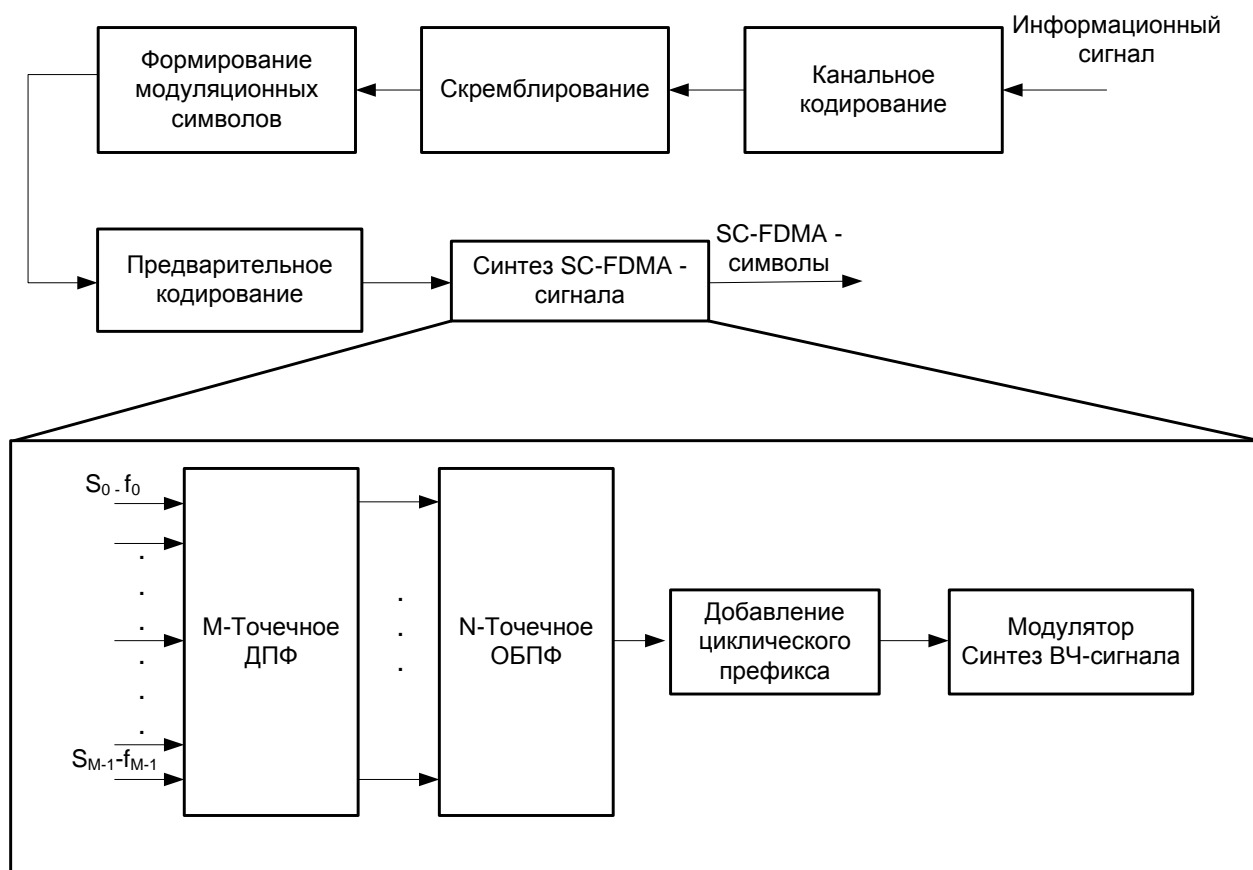 Информационный
сигнал
Канальное
кодирование
Скремблирование
Формирование
модуляционных
символов
Предварительное
кодирование
Синтез SC-FDMA -
сигнала
SC-FDMA -
символы
S0 - f0
SM-1-fM-1
М-Точечное
ДПФ
N-Точечное
ОБПФ
Добавление
циклического
префикса
Модулятор
Синтез ВЧ-сигнала